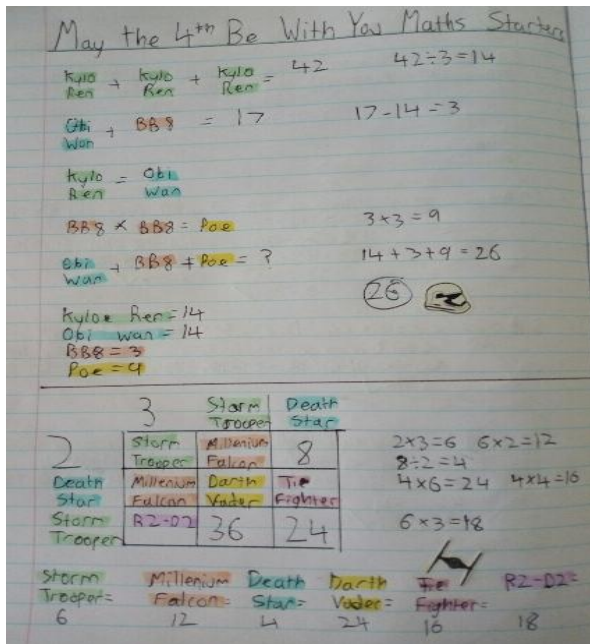 May the 4th Be With You Maths Starters
Kylo Ren + Kylo Ren + Kylo Ren = 42 42÷3=14
Obi Wan + BB8 = 17 17-14=3
Kylo Ren = Obi Wan
BB8 × BB8 = Poe 3×3=9
Obi Wan + BB8 + Poe = ? 14+3+9=26
26
Kyloe Ren=14
Obi wan=14
BB8=3
Poe=9
3 Storm Trooper Death Star
2 Storm Trooper Millenium Falcon 8 2×3=6 6×2=12
8÷2=4
Death Star Millenium Falcon Darth Vader Tie Fighter 4×6=24 4×4=16
Storm Trooper R2-D2 36 24 6×3=18
Storm Trooper= Millenium Falcon= Death Star= Darth Vader= Tie Fighter= R2-D2=
6 12 4 24 16 18